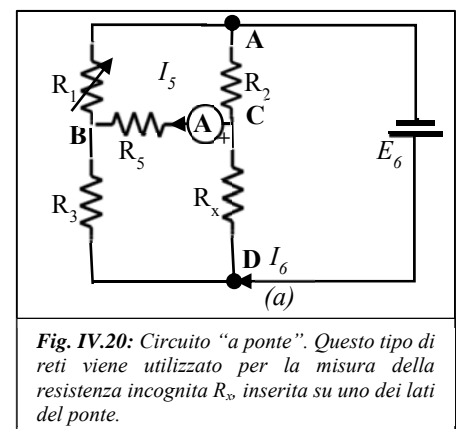 A
I5
R1
R2
C
B
A
+
R5
E6
R3
Rx
D
I6
(a)
Fig. IV.20: Circuito “a ponte”. Questo tipo di
reti viene utilizzato per la misura della
resistenza incognita Rx, inserita su uno dei lati
del ponte.